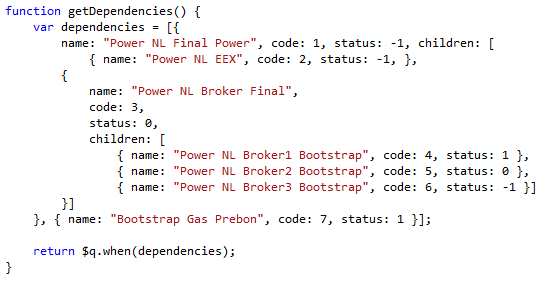 function getDependencies() {
    var dependencies = [{
        name: "Power NL Final Power", code: 1, status: -1, children: [
            { name: "Power NL EEX", code: 2, status: -1, },
        {
            name: "Power NL Broker Final",
            code: 3,
            status: 0,
            children: [
                { name: "Power NL Broker1 Bootstrap", code: 4, status: 1 },
                { name: "Power NL Broker2 Bootstrap", code: 5, status: 0 },
                { name: "Power NL Broker3 Bootstrap", code: 6, status: -1 }]
        }]
    }, { name: "Bootstrap Gas Prebon", code: 7, status: 1 }];
    return $q.when(dependencies);
}